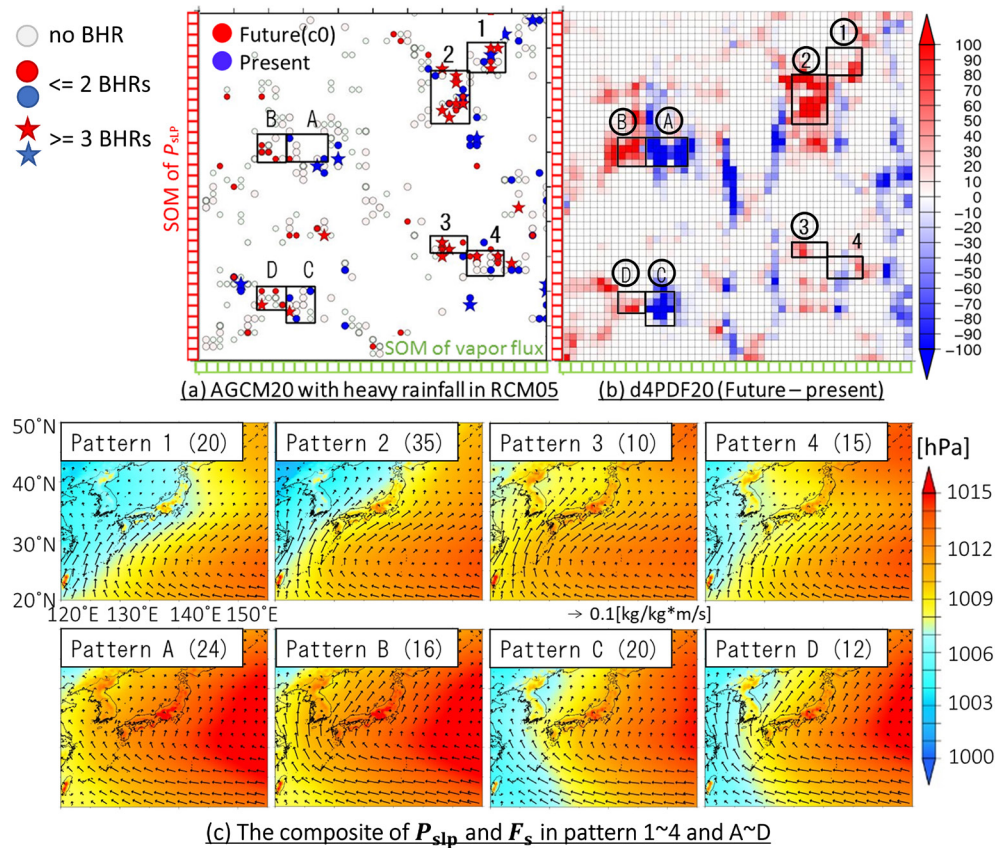 no BHR
<= 2 BHRs
>= 3 BHRs
SOM of P_SLP
Future(c0)
Present
1
2
B
A
3
4
D
C
SOM of vapor flux
(a) AGCM20 with heavy rainfall in RCM05
1
2
B
A
3
4
D
C
100
90
80
70
60
50
40
30
20
10
0
−10
−20
−30
−40
−50
−60
−70
−80
−90
−100
(b) d4PDF20 (Future – present)
50°N
40°N
30°N
20°N
120°E 130°E 140°E 150°E
Pattern 1 (20)
Pattern 2 (35)
Pattern 3 (10)
Pattern 4 (15)
→ 0.1[kg/kg*m/s]
Pattern A (24)
Pattern B (16)
Pattern C (20)
Pattern D (12)
[hPa]
1015
1012
1009
1006
1003
1000
(c) The composite of P_slp and F_s in pattern 1~4 and A~D